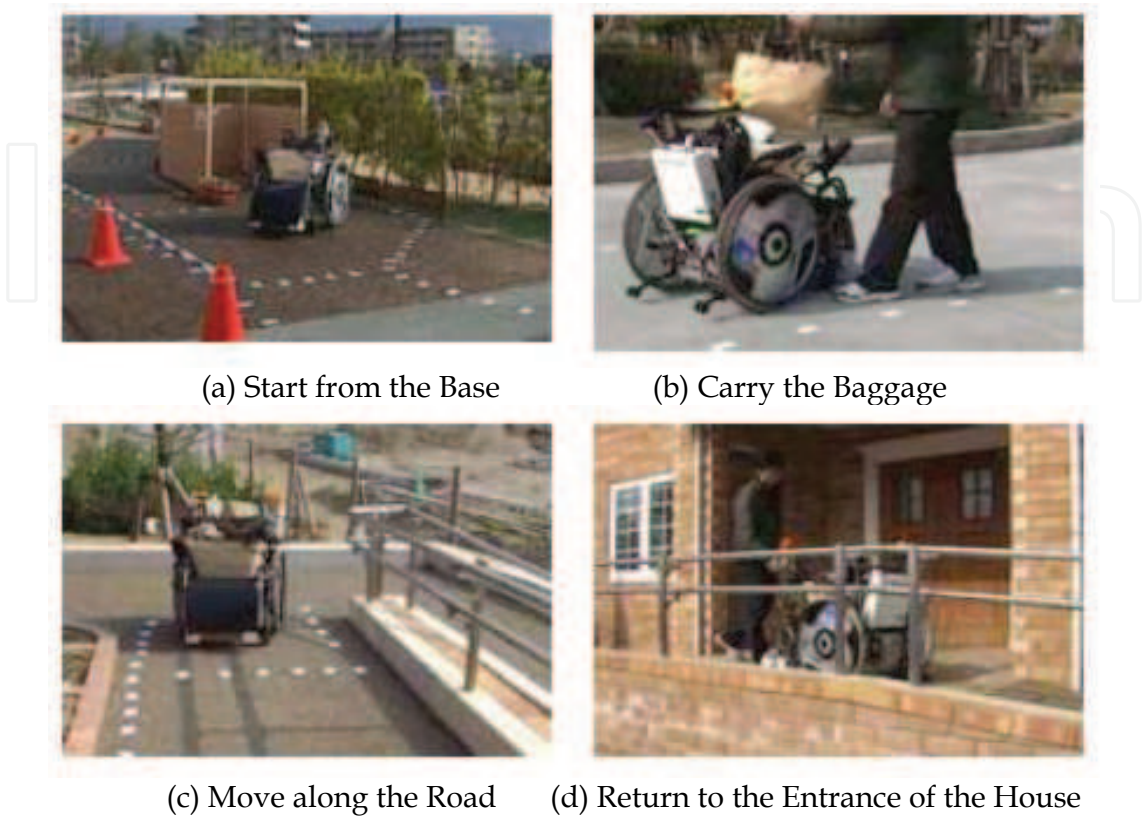 (a) Start from the Base
(b) Carry the Baggage
(c) Move along the Road
(d) Return to the Entrance of the House